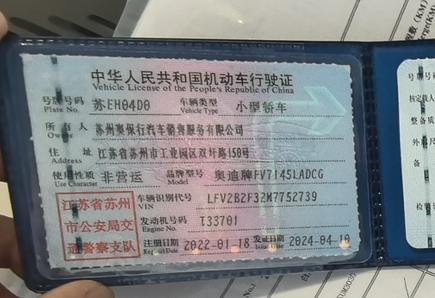 中华人民共和国机动车行驶证
Vehicle License of the People's Republic of China
号牌号码 苏EH04D0 车辆类型 小型轿车
Plate No. Vehicle Type
所有人 苏州奥保行汽车销售服务有限公司
Owner
住址 江苏省苏州市工业园区双圩路150号
Address
使用性质 非营运 品牌型号 奥迪牌FV7145LADCG
Use Character Model
车辆识别代号 LFV2B2F32M7752739
VIN
江苏省苏州
市公安局交
通警察支队
发动机号码 T33701
Engine No.
注册日期 2022-01-18 发证日期 2024-04-10
Register Date Issue Date